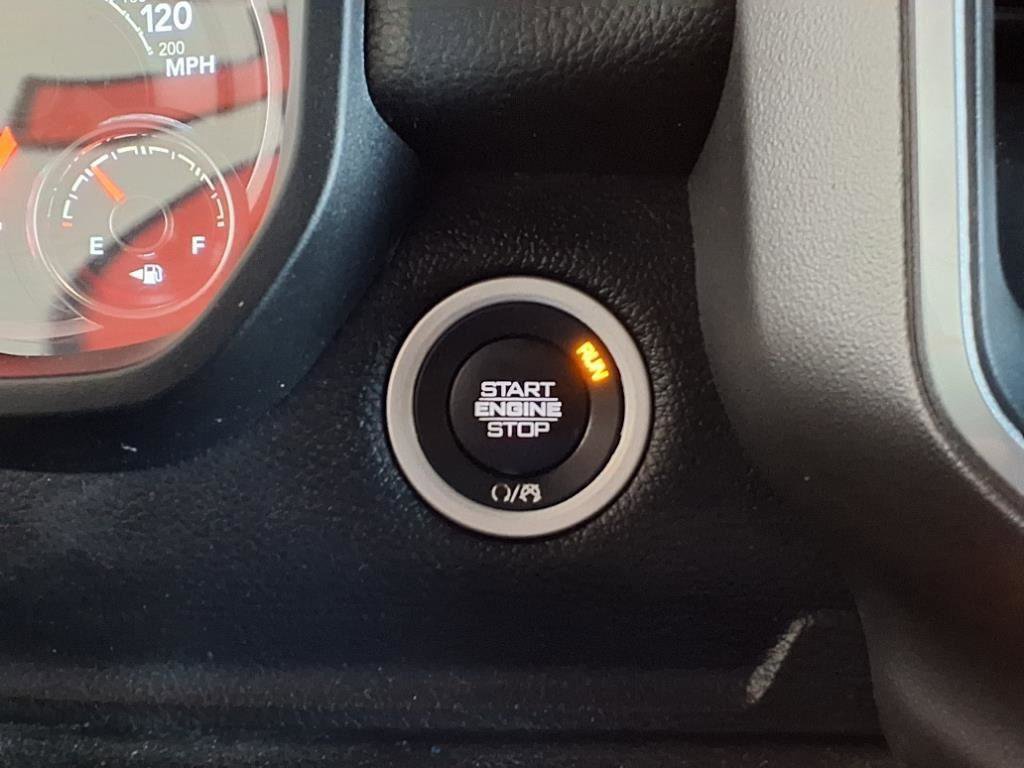 120
200
MPH
E
F
RUN
START
ENGINE
STOP